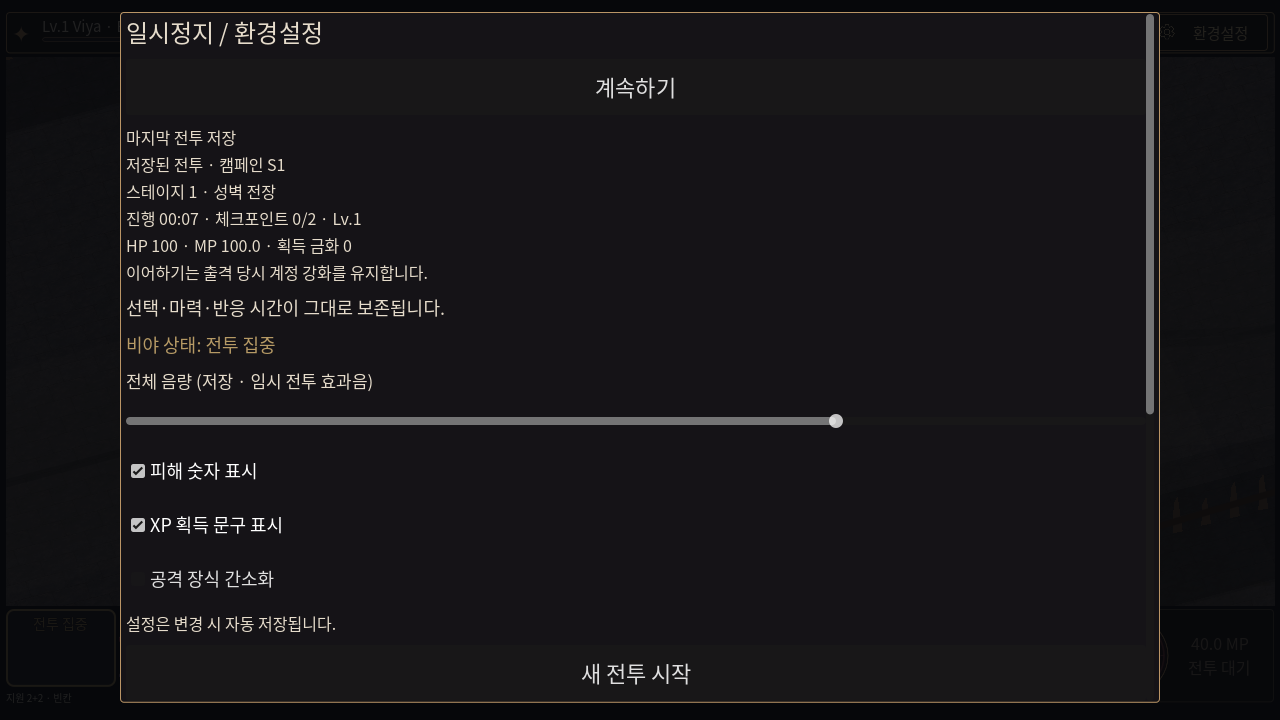 Lv.1 Viya ·
환경설정
일시정지 / 환경설정
계속하기
마지막 전투 저장
저장된 전투 · 캠페인 S1
스테이지 1 · 성벽 전장
진행 00:07 · 체크포인트 0/2 · Lv.1
HP 100 · MP 100.0 · 획득 금화 0
이어하기는 출격 당시 계정 강화를 유지합니다.
선택·마력·반응 시간이 그대로 보존됩니다.
비야 상태: 전투 집중
전체 음량 (저장 · 임시 전투 효과음)
피해 숫자 표시
XP 획득 문구 표시
공격 장식 간소화
설정은 변경 시 자동 저장됩니다.
새 전투 시작
전투 집중
지원 2+2 · 빈칸
40.0 MP
전투 대기